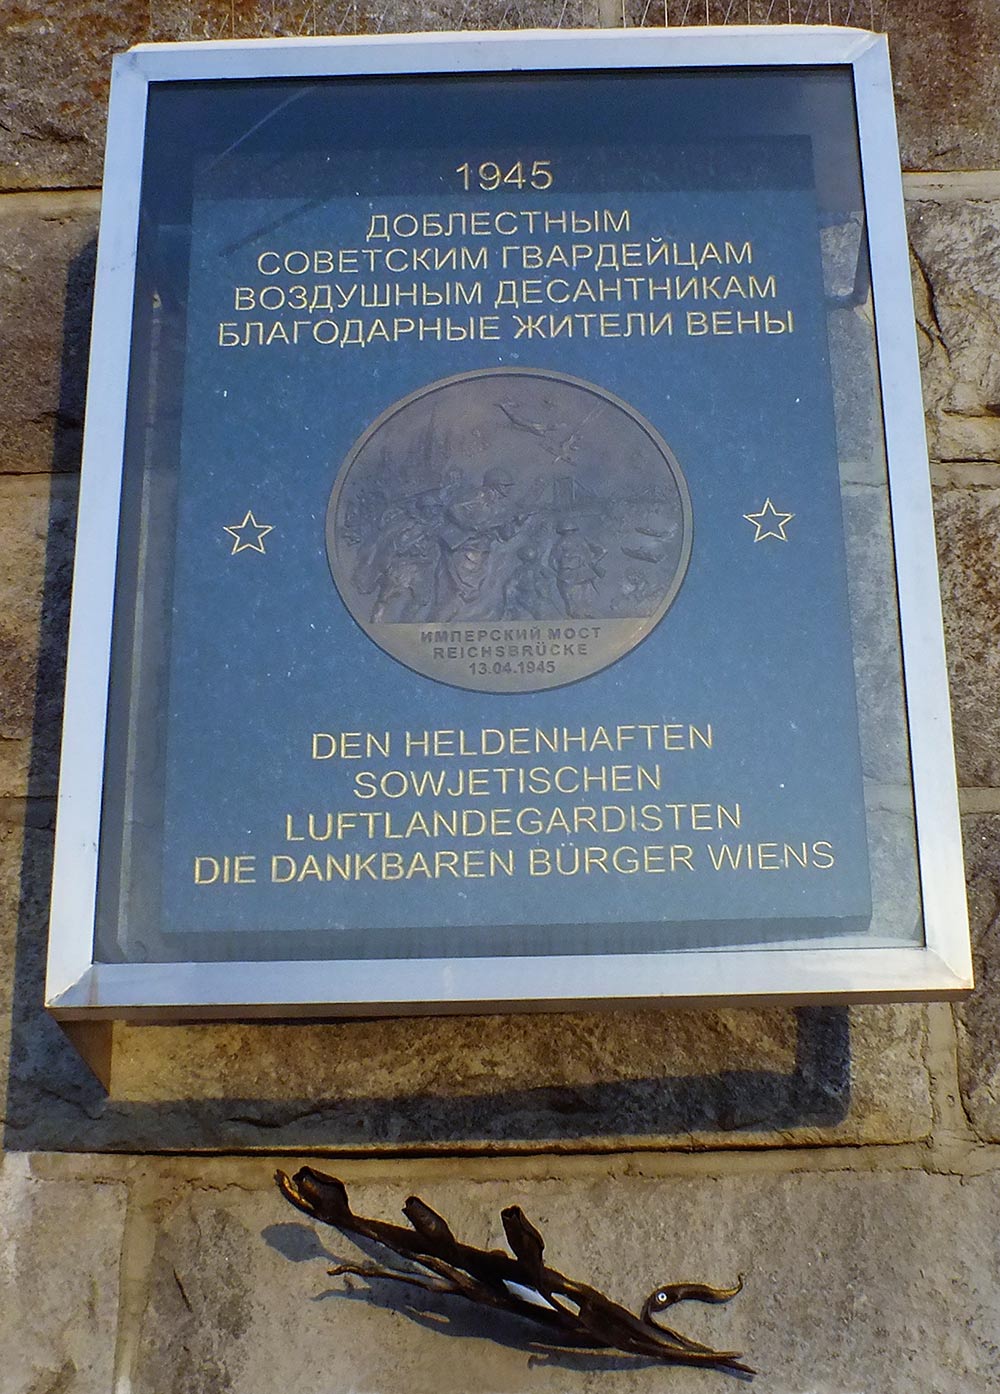 1945
ДОБЛЕСТНЫМ
СОВЕТСКИМ ГВАРДЕЙЦАМ
ВОЗДУШНЫМ ДЕСАНТНИКАМ
БЛАГОДАРНЫЕ ЖИТЕЛИ ВЕНЫ
ИМПЕРСКИЙ МОСТ
REICHSBRÜCKE
13.04.1945
DEN HELDENHAFTEN
SOWJETISCHEN
LUFTLANDEGARDISTEN
DIE DANKBAREN BÜRGER WIENS